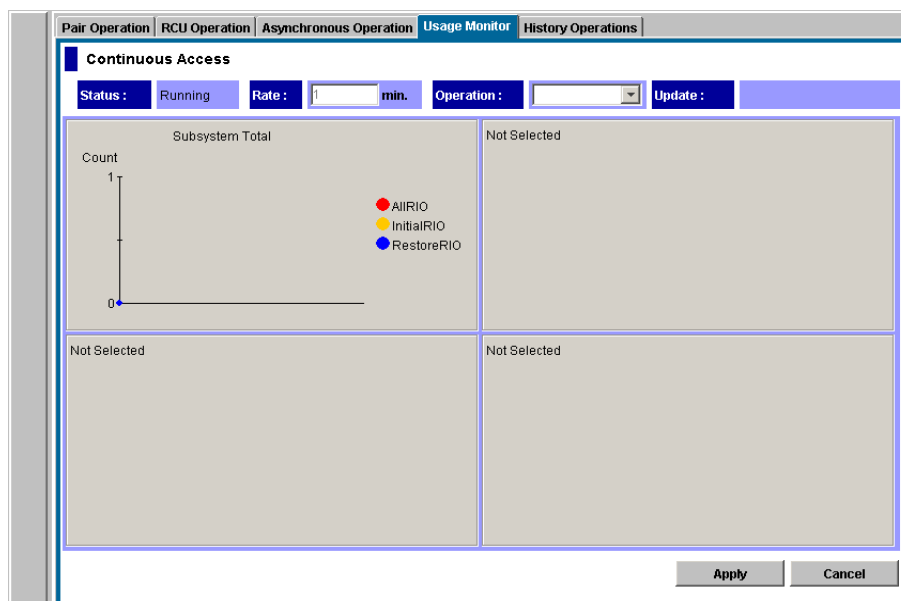 Pair Operation RCU Operation Asynchronous Operation Usage Monitor History Operations
Continuous Access
Status : Running Rate : 1 min. Operation : Update :
Subsystem Total
Count
1
0
AllRIO
InitialRIO
RestoreRIO
Not Selected
Not Selected
Not Selected
Apply Cancel